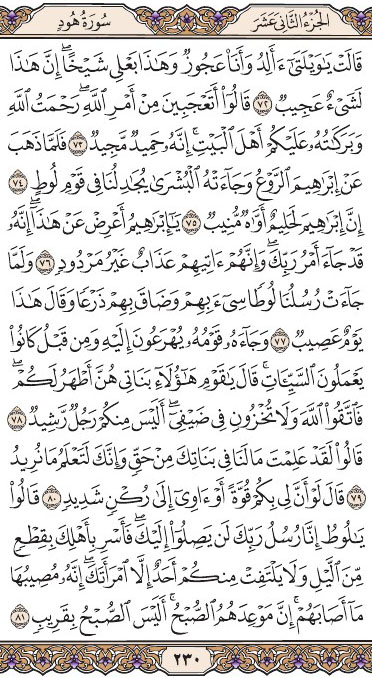 الجزء الثاني عشر سورة هود
قَالَتْ يَٰوَيْلَتَىٰٓ ءَأَلِدُ وَأَنَا۠ عَجُوزٌ وَهَٰذَا بَعْلِى شَيْخًا ۖ إِنَّ هَٰذَا
لَشَىْءٌ عَجِيبٌ ٧٢ قَالُوٓا۟ أَتَعْجَبِينَ مِنْ أَمْرِ ٱللَّهِ ۖ رَحْمَتُ ٱللَّهِ
وَبَرَكَٰتُهُۥ عَلَيْكُمْ أَهْلَ ٱلْبَيْتِ ۚ إِنَّهُۥ حَمِيدٌ مَّجِيدٌ ٧٣ فَلَمَّا ذَهَبَ
عَنْ إِبْرَٰهِيمَ ٱلرَّوْعُ وَجَآءَتْهُ ٱلْبُشْرَىٰ يُجَٰدِلُنَا فِى قَوْمِ لُوطٍ ٧٤
إِنَّ إِبْرَٰهِيمَ لَحَلِيمٌ أَوَّٰهٌ مُّنِيبٌ ٧٥ يَٰٓإِبْرَٰهِيمُ أَعْرِضْ عَنْ هَٰذَآ ۖ إِنَّهُۥ
قَدْ جَآءَ أَمْرُ رَبِّكَ ۖ وَإِنَّهُمْ ءَاتِيهِمْ عَذَابٌ غَيْرُ مَرْدُودٍ ٧٦ وَلَمَّا
جَآءَتْ رُسُلُنَا لُوطًا سِىٓءَ بِهِمْ وَضَاقَ بِهِمْ ذَرْعًا وَقَالَ هَٰذَا
يَوْمٌ عَصِيبٌ ٧٧ وَجَآءَهُۥ قَوْمُهُۥ يُهْرَعُونَ إِلَيْهِ وَمِن قَبْلُ كَانُوا۟
يَعْمَلُونَ ٱلسَّيِّـَٔاتِ ۚ قَالَ يَٰقَوْمِ هَٰٓؤُلَآءِ بَنَاتِى هُنَّ أَطْهَرُ لَكُمْ ۖ
فَٱتَّقُوا۟ ٱللَّهَ وَلَا تُخْزُونِ فِى ضَيْفِىٓ ۖ أَلَيْسَ مِنكُمْ رَجُلٌ رَّشِيدٌ ٧٨
قَالُوا۟ لَقَدْ عَلِمْتَ مَا لَنَا فِى بَنَاتِكَ مِنْ حَقٍّ وَإِنَّكَ لَتَعْلَمُ مَا نُرِيدُ
٧٩ قَالَ لَوْ أَنَّ لِى بِكُمْ قُوَّةً أَوْ ءَاوِىٓ إِلَىٰ رُكْنٍ شَدِيدٍ ٨٠ قَالُوا۟
يَٰلُوطُ إِنَّا رُسُلُ رَبِّكَ لَن يَصِلُوٓا۟ إِلَيْكَ ۖ فَأَسْرِ بِأَهْلِكَ بِقِطْعٍ
مِّنَ ٱلَّيْلِ وَلَا يَلْتَفِتْ مِنكُمْ أَحَدٌ إِلَّا ٱمْرَأَتَكَ ۖ إِنَّهُۥ مُصِيبُهَا
مَآ أَصَابَهُمْ ۚ إِنَّ مَوْعِدَهُمُ ٱلصُّبْحُ ۚ أَلَيْسَ ٱلصُّبْحُ بِقَرِيبٍ ٨١
٢٣٠